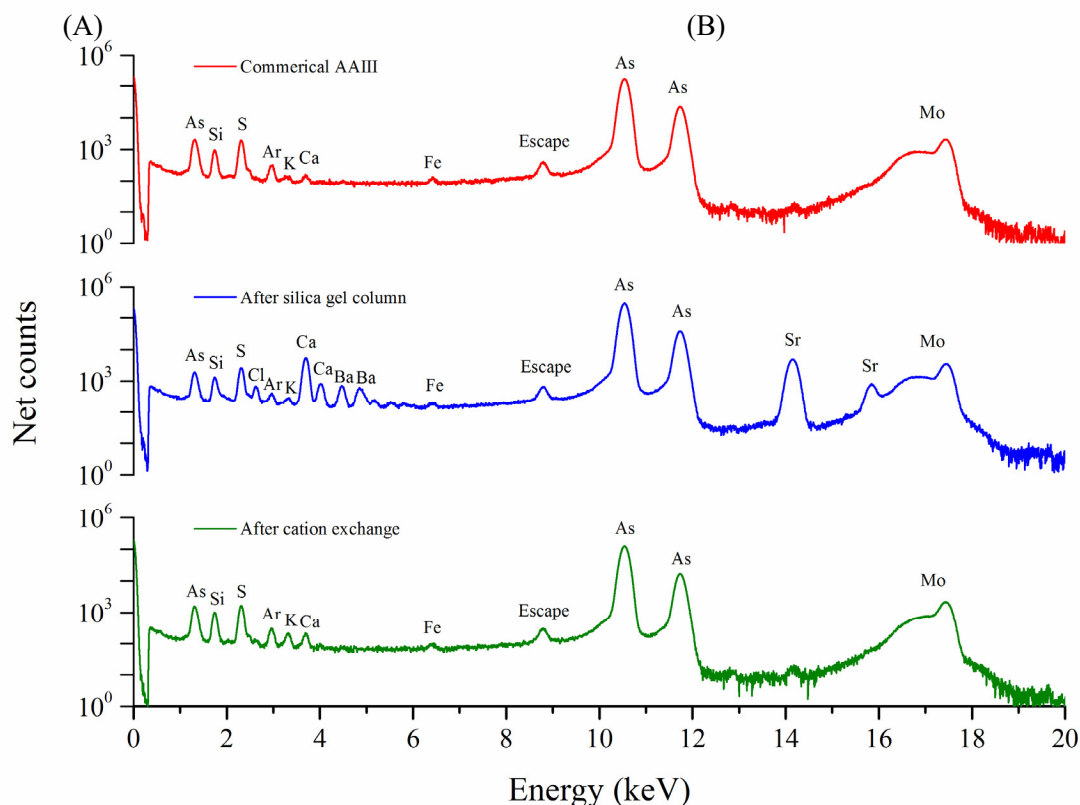 (A) (B)
10^6
Commerical AAIII
As
As
Mo
As
Si
S
Ar
K
Ca
Fe
Escape
10^3
10^0
10^6
After silica gel column
As
As
Sr
Sr
Mo
As
Si
S
Cl
Ar
K
Ca
Ca
Ba
Ba
Fe
Escape
10^3
10^0
10^6
After cation exchange
As
As
Mo
As
Si
S
Ar
K
Ca
Fe
Escape
10^3
10^0
Net counts
0 2 4 6 8 10 12 14 16 18 20
Energy (keV)